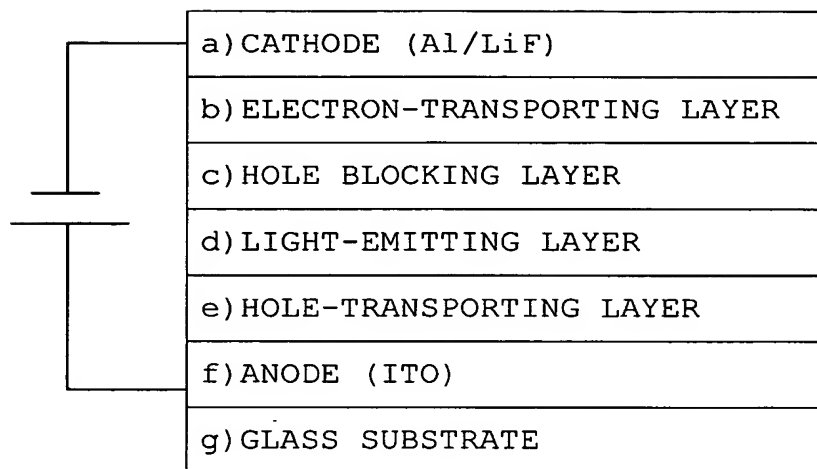 a)CATHODE (Al/LiF)
b)ELECTRON-TRANSPORTING LAYER
c)HOLE BLOCKING LAYER
d)LIGHT-EMITTING LAYER
e)HOLE-TRANSPORTING LAYER
f)ANODE (ITO)
g)GLASS SUBSTRATE